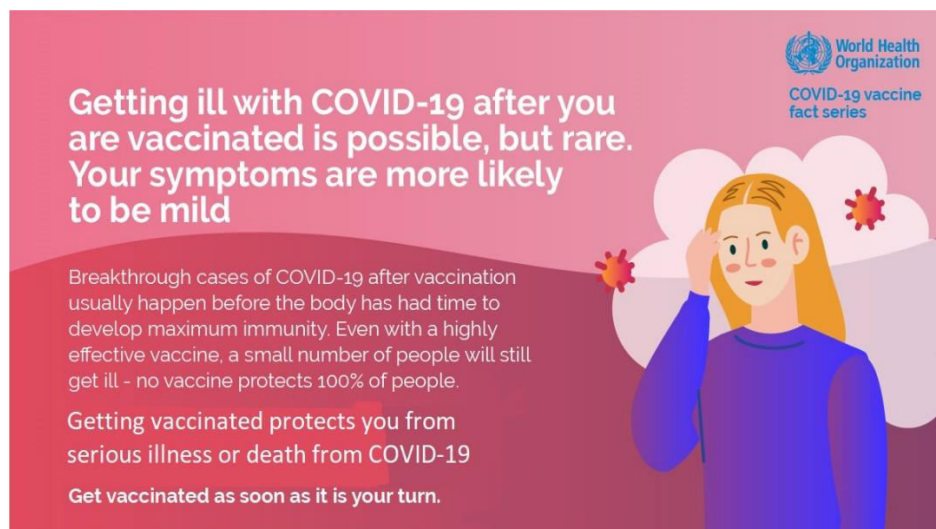 World Health
Organization
COVID-19 vaccine
fact series
Getting ill with COVID-19 after you
are vaccinated is possible, but rare.
Your symptoms are more likely
to be mild
Breakthrough cases of COVID-19 after vaccination
usually happen before the body has had time to
develop maximum immunity. Even with a highly
effective vaccine, a small number of people will still
get ill - no vaccine protects 100% of people.
Getting vaccinated protects you from
serious illness or death from COVID-19
Get vaccinated as soon as it is your turn.